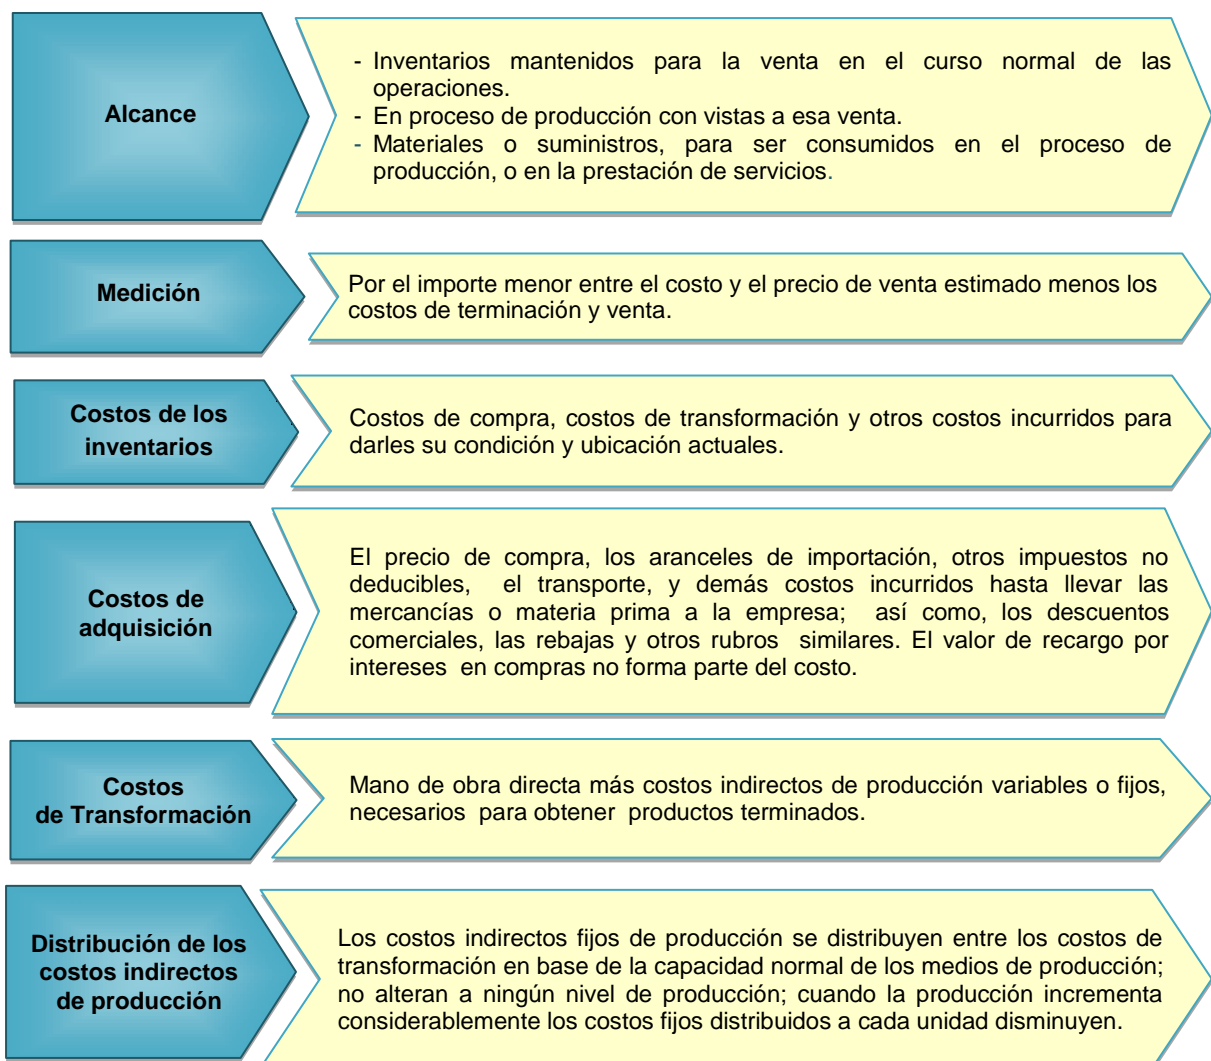 Alcance
- Inventarios mantenidos para la venta en el curso normal de las
operaciones.
- En proceso de producción con vistas a esa venta.
- Materiales o suministros, para ser consumidos en el proceso de
producción, o en la prestación de servicios.
Medición
Por el importe menor entre el costo y el precio de venta estimado menos los
costos de terminación y venta.
Costos de los
inventarios
Costos de compra, costos de transformación y otros costos incurridos para
darles su condición y ubicación actuales.
Costos de
adquisición
El precio de compra, los aranceles de importación, otros impuestos no
deducibles, el transporte, y demás costos incurridos hasta llevar las
mercancías o materia prima a la empresa; así como, los descuentos
comerciales, las rebajas y otros rubros similares. El valor de recargo por
intereses en compras no forma parte del costo.
Costos
de Transformación
Mano de obra directa más costos indirectos de producción variables o fijos,
necesarios para obtener productos terminados.
Distribución de los
costos indirectos
de producción
Los costos indirectos fijos de producción se distribuyen entre los costos de
transformación en base de la capacidad normal de los medios de producción;
no alteran a ningún nivel de producción; cuando la producción incrementa
considerablemente los costos fijos distribuidos a cada unidad disminuyen.